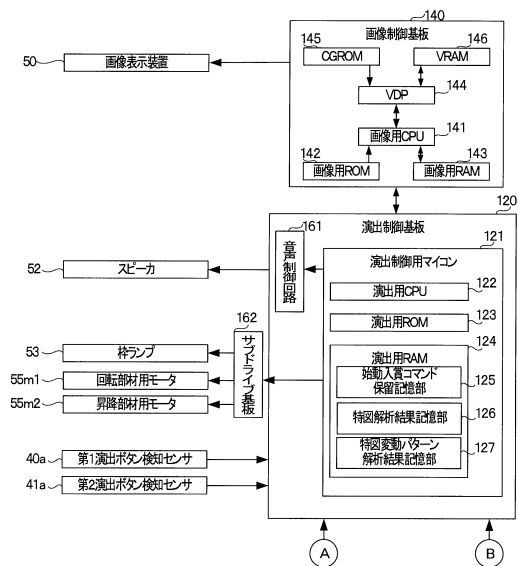 140
画像制御基板
145
CGROM
146
VRAM
50
画像表示装置
VDP
144
画像用CPU
141
142
画像用ROM
143
画像用RAM
120
演出制御基板
161
音声制御回路
121
演出制御用マイコン
52
スピーカ
演出用CPU
122
演出用ROM
123
162
サブドライブ基板
124
演出用RAM
53
枠ランプ
始動入賞コマンド
保留記憶部
125
55m1
回転部材用モータ
55m2
昇降部材用モータ
特図解析結果記憶部
126
特図変動パターン
解析結果記憶部
127
40a
第1演出ボタン検知センサ
41a
第2演出ボタン検知センサ
A
B